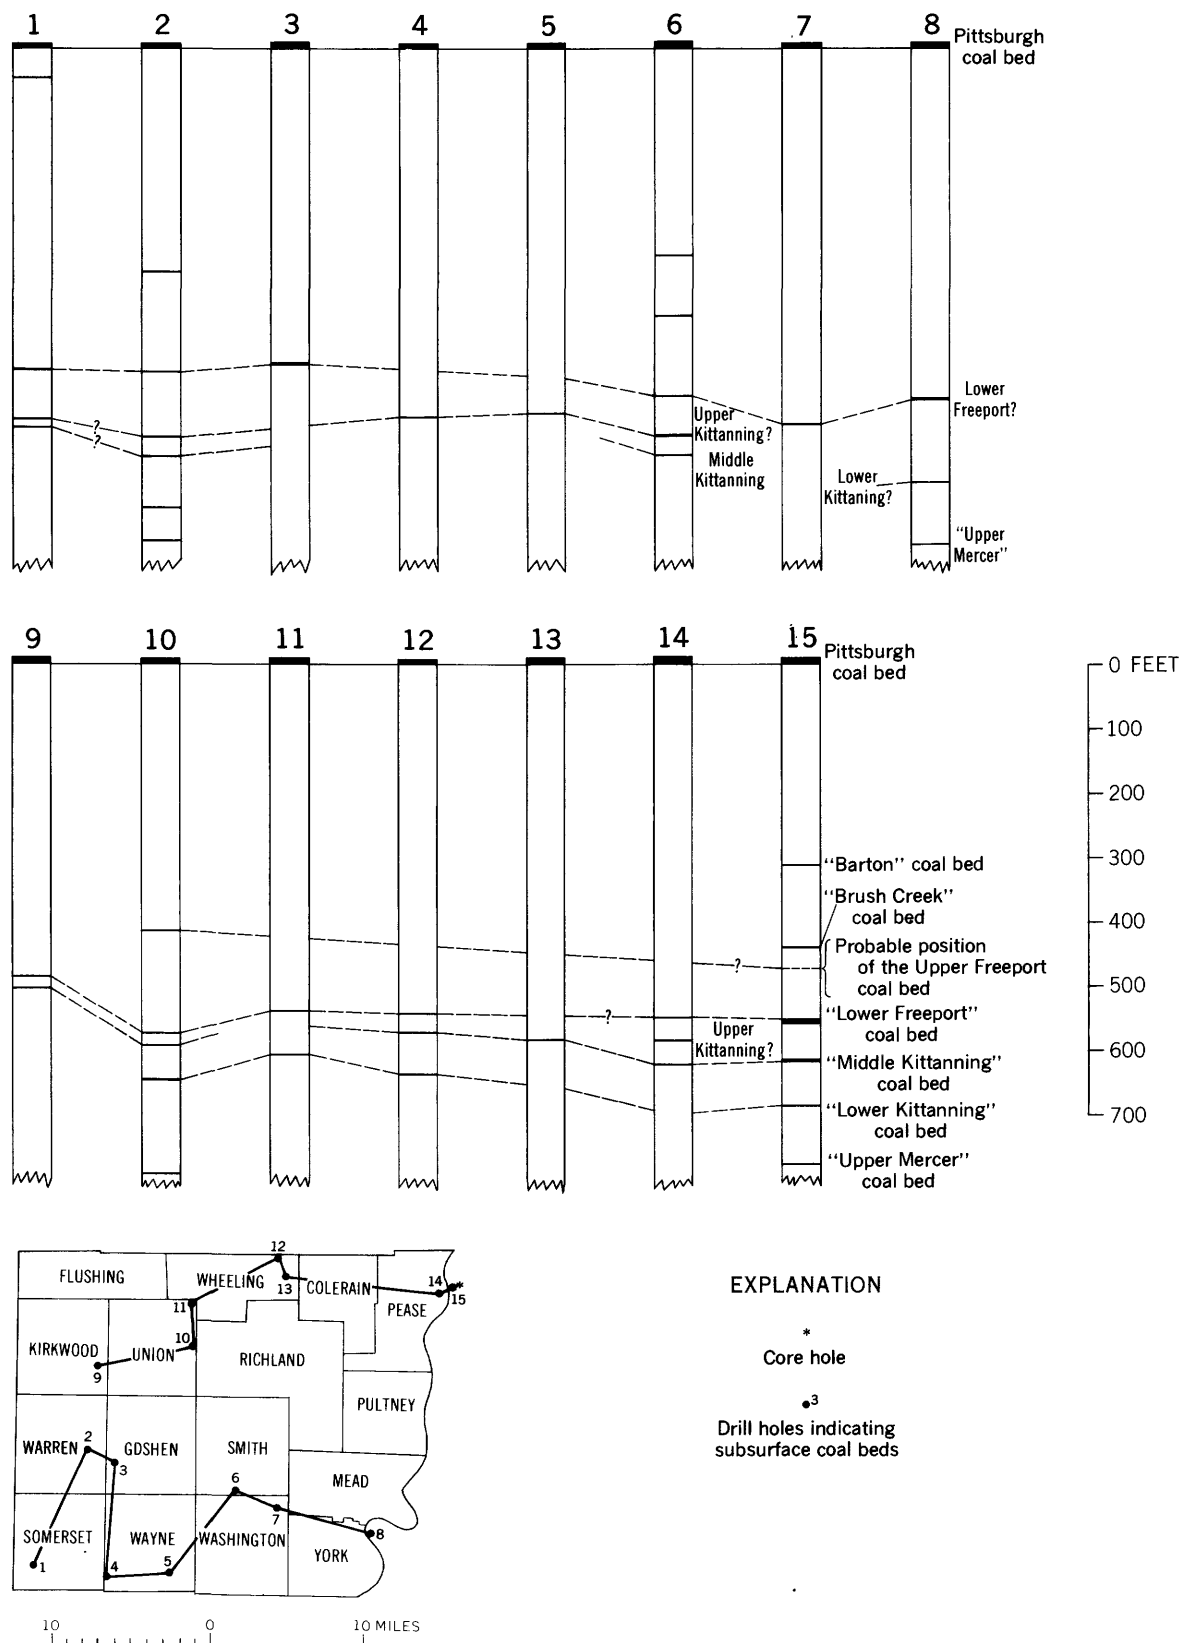 1 2 3 4 5 6 7 8
Pittsburgh
coal bed
Lower
Freeport?
Upper
Kittanning?
Middle
Kittanning
Lower
Kittaning?
"Upper
Mercer"
?
?
9 10 11 12 13 14 15
Pittsburgh
coal bed
0 FEET
100
200
300
400
500
600
700
"Barton" coal bed
"Brush Creek"
coal bed
Probable position
of the Upper Freeport
coal bed
"Lower Freeport"
coal bed
Upper
Kittanning?
"Middle Kittanning"
coal bed
"Lower Kittanning"
coal bed
"Upper Mercer"
coal bed
?
?
FLUSHING
WHEELING
COLERAIN
PEASE
KIRKWOOD
UNION
RICHLAND
PULTNEY
WARREN
GOSHEN
SMITH
MEAD
SOMERSET
WAYNE
WASHINGTON
YORK
12
13
14
*
15
11
10
9
2
3
6
7
8
1
4
5
10 0 10 MILES
EXPLANATION
*
Core hole
3
Drill holes indicating
subsurface coal beds